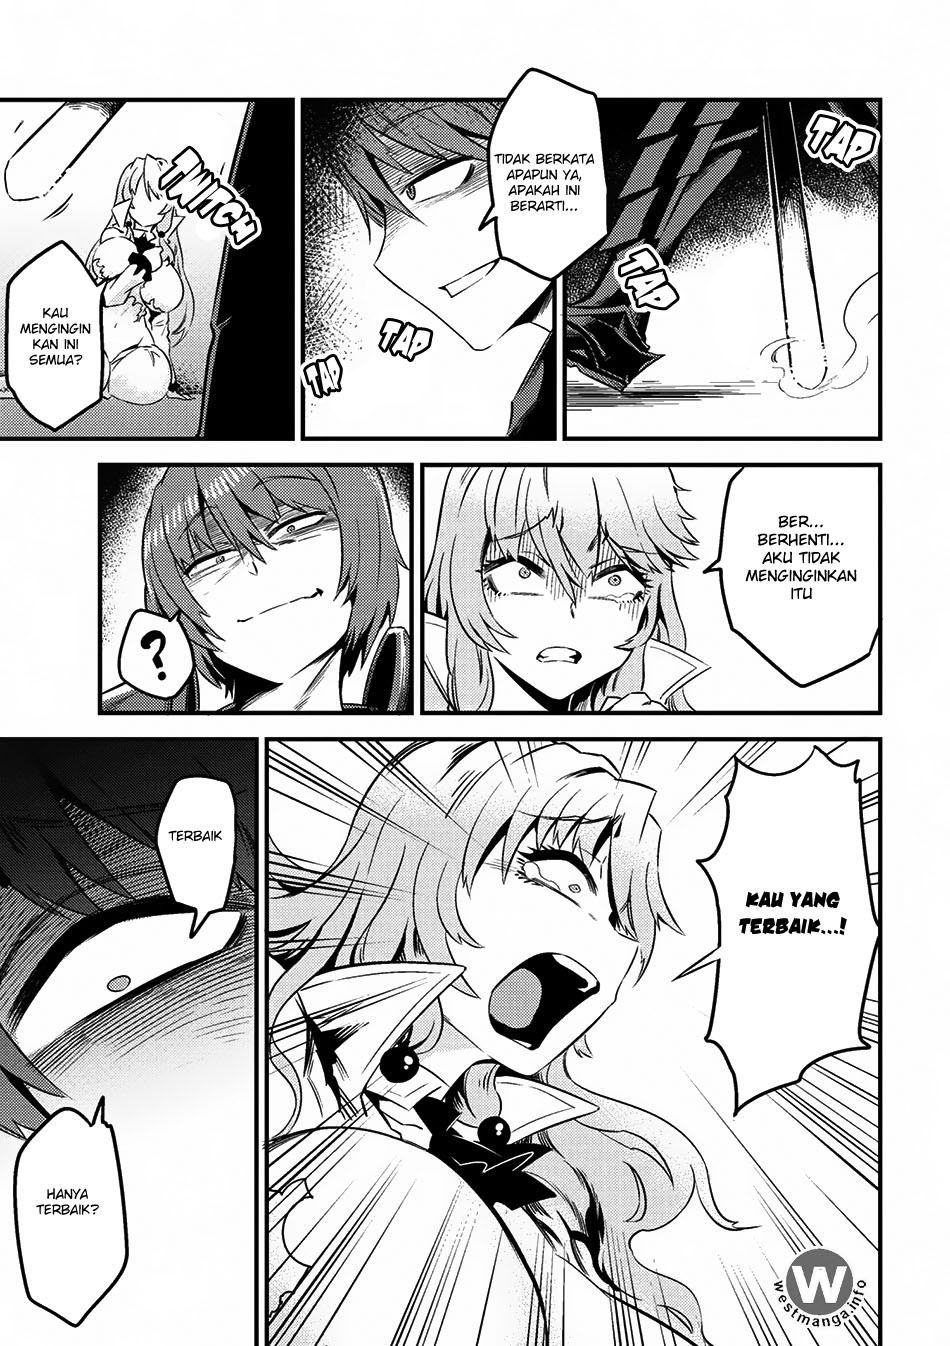 TAP
TAP
TIDAK BERKATA
APAPUN YA,
APAKAH INI
BERARTI...
TAP
TAP
TWITCH
KAU
MENGINGIN
KAN INI
SEMUA?
BER...
BERHENTI...
AKU TIDAK
MENGINGINKAN
ITU
?
KAU YANG
TERBAIK...!
TERBAIK
HANYA
TERBAIK?
W
westmanga.info